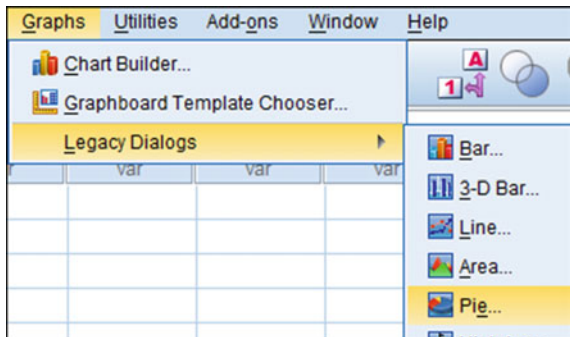 Graphs Utilities Add-ons Window Help
Chart Builder...
Graphboard Template Chooser...
Legacy Dialogs
A
1
var var var
Bar...
3-D Bar...
Line...
Area...
Pie...